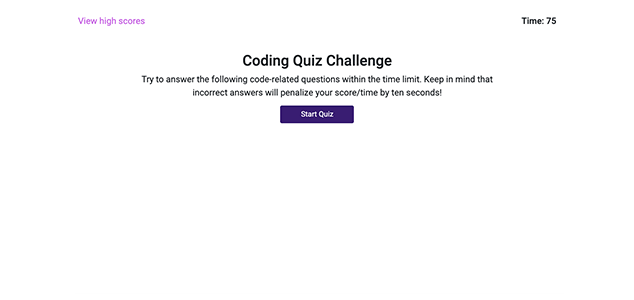 View high scores
Time: 75
Coding Quiz Challenge
Try to answer the following code-related questions within the time limit. Keep in mind that
incorrect answers will penalize your score/time by ten seconds!
Start Quiz